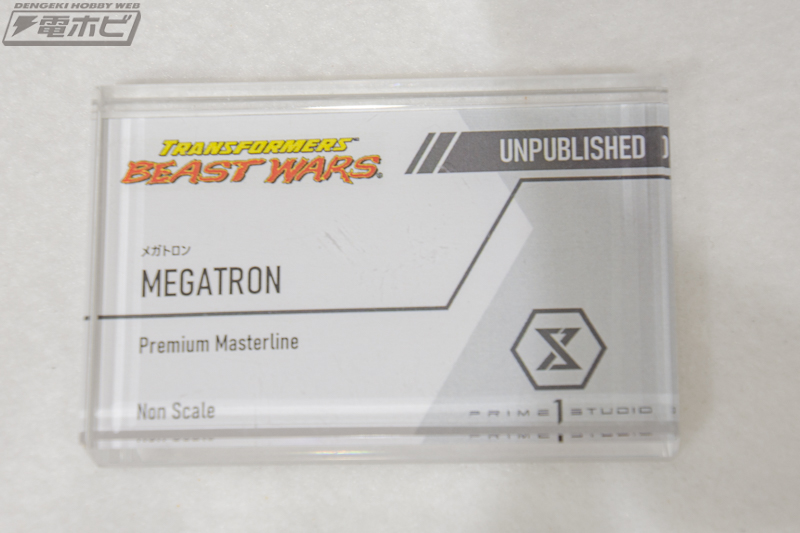 DENGEKI HOBBY WEB
電ホビ
TRANSFORMERS™
BEAST WARS®
UNPUBLISHED
メガトロン
MEGATRON
Premium Masterline
Non Scale
PRIME 1 STUDIO